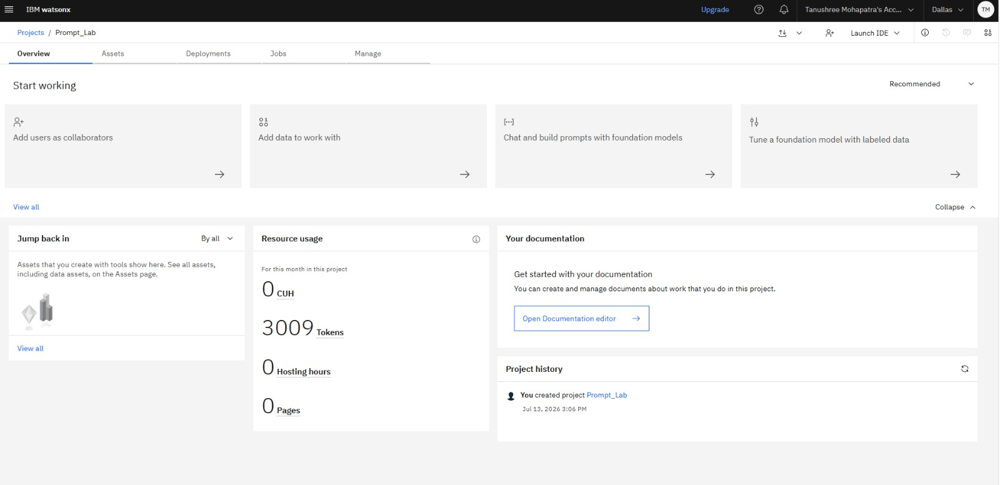 IBM watsonx
Upgrade
Tanushree Mohapatra's Acc...
Dallas
TM
Projects / Prompt_Lab
Launch IDE
Overview
Assets
Deployments
Jobs
Manage
Start working
Recommended
Add users as collaborators
Add data to work with
Chat and build prompts with foundation models
Tune a foundation model with labeled data
View all
Collapse
Jump back in
By all
Assets that you create with tools show here. See all assets,
including data assets, on the Assets page.
View all
Resource usage
For this month in this project
0 CUH
3009 Tokens
0 Hosting hours
0 Pages
Your documentation
Get started with your documentation
You can create and manage documents about work that you do in this project.
Open Documentation editor
Project history
You created project Prompt_Lab
Jul 13, 2026 3:06 PM